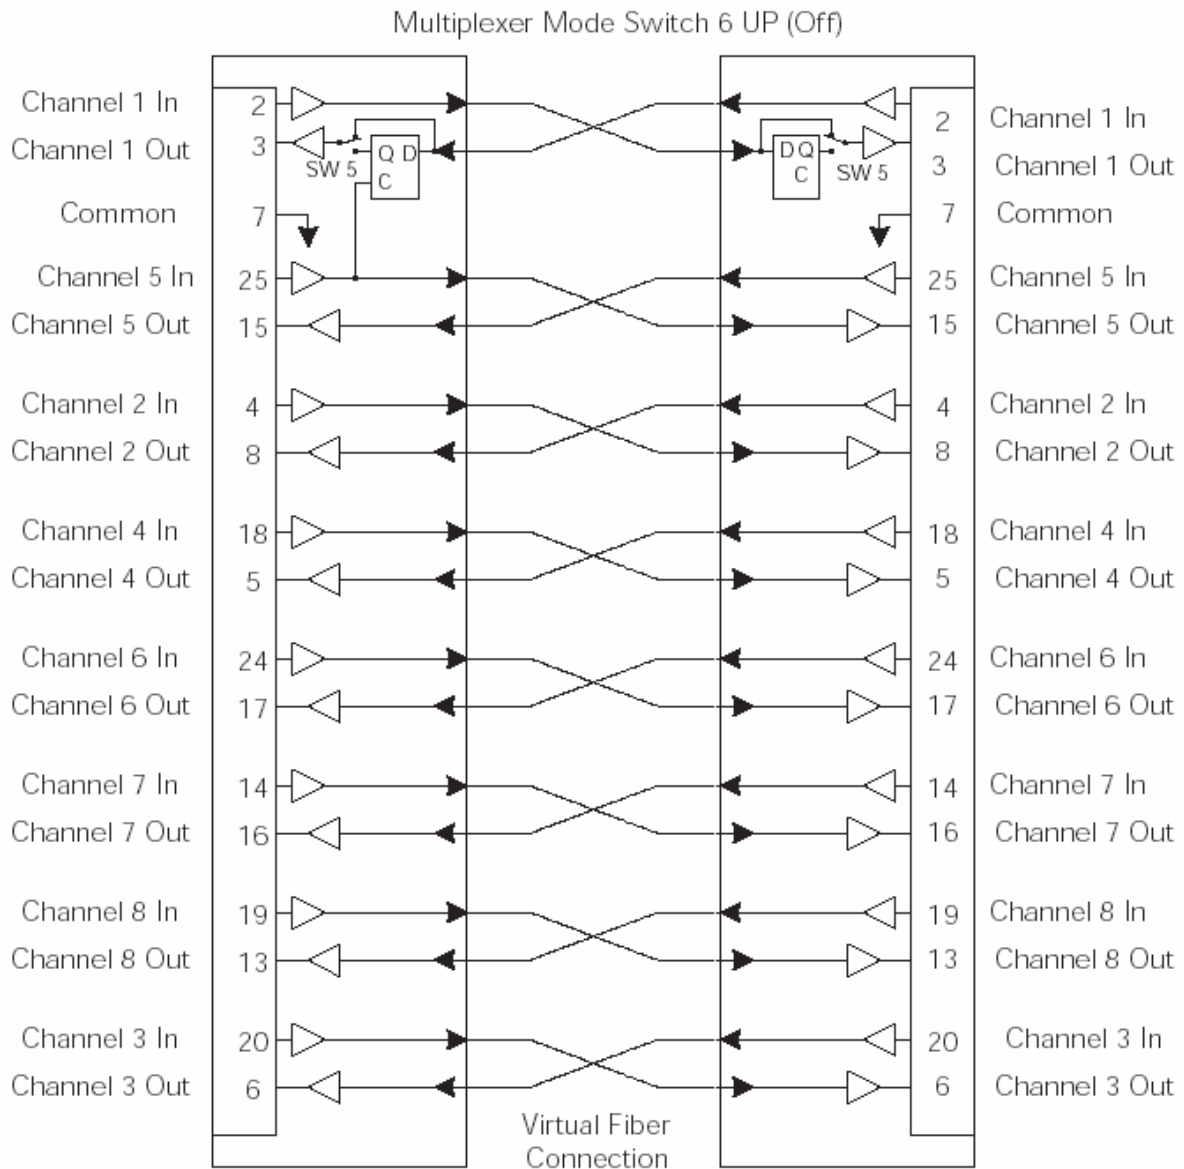 Multiplexer Mode Switch 6 UP (Off)
Channel 1 In 2 2 Channel 1 In
Channel 1 Out 3 SW 5 Q D C D Q C SW 5 3 Channel 1 Out
Common 7 7 Common
Channel 5 In 25 25 Channel 5 In
Channel 5 Out 15 15 Channel 5 Out
Channel 2 In 4 4 Channel 2 In
Channel 2 Out 8 8 Channel 2 Out
Channel 4 In 18 18 Channel 4 In
Channel 4 Out 5 5 Channel 4 Out
Channel 6 In 24 24 Channel 6 In
Channel 6 Out 17 17 Channel 6 Out
Channel 7 In 14 14 Channel 7 In
Channel 7 Out 16 16 Channel 7 Out
Channel 8 In 19 19 Channel 8 In
Channel 8 Out 13 13 Channel 8 Out
Channel 3 In 20 20 Channel 3 In
Channel 3 Out 6 6 Channel 3 Out
Virtual Fiber
Connection